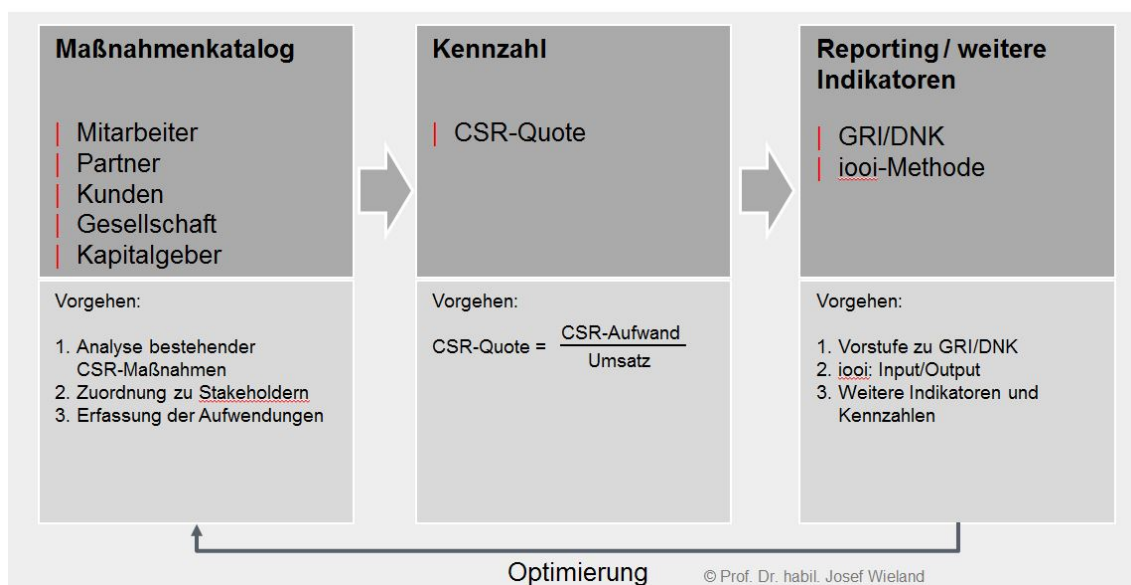 Maßnahmenkatalog
| Mitarbeiter
| Partner
| Kunden
| Gesellschaft
| Kapitalgeber
Vorgehen:
1. Analyse bestehender
CSR-Maßnahmen
2. Zuordnung zu Stakeholdern
3. Erfassung der Aufwendungen
Kennzahl
| CSR-Quote
Vorgehen:
CSR-Quote = CSR-Aufwand
Umsatz
Reporting / weitere
Indikatoren
| GRI/DNK
| iooi-Methode
Vorgehen:
1. Vorstufe zu GRI/DNK
2. iooi: Input/Output
3. Weitere Indikatoren und
Kennzahlen
Optimierung
© Prof. Dr. habil. Josef Wieland